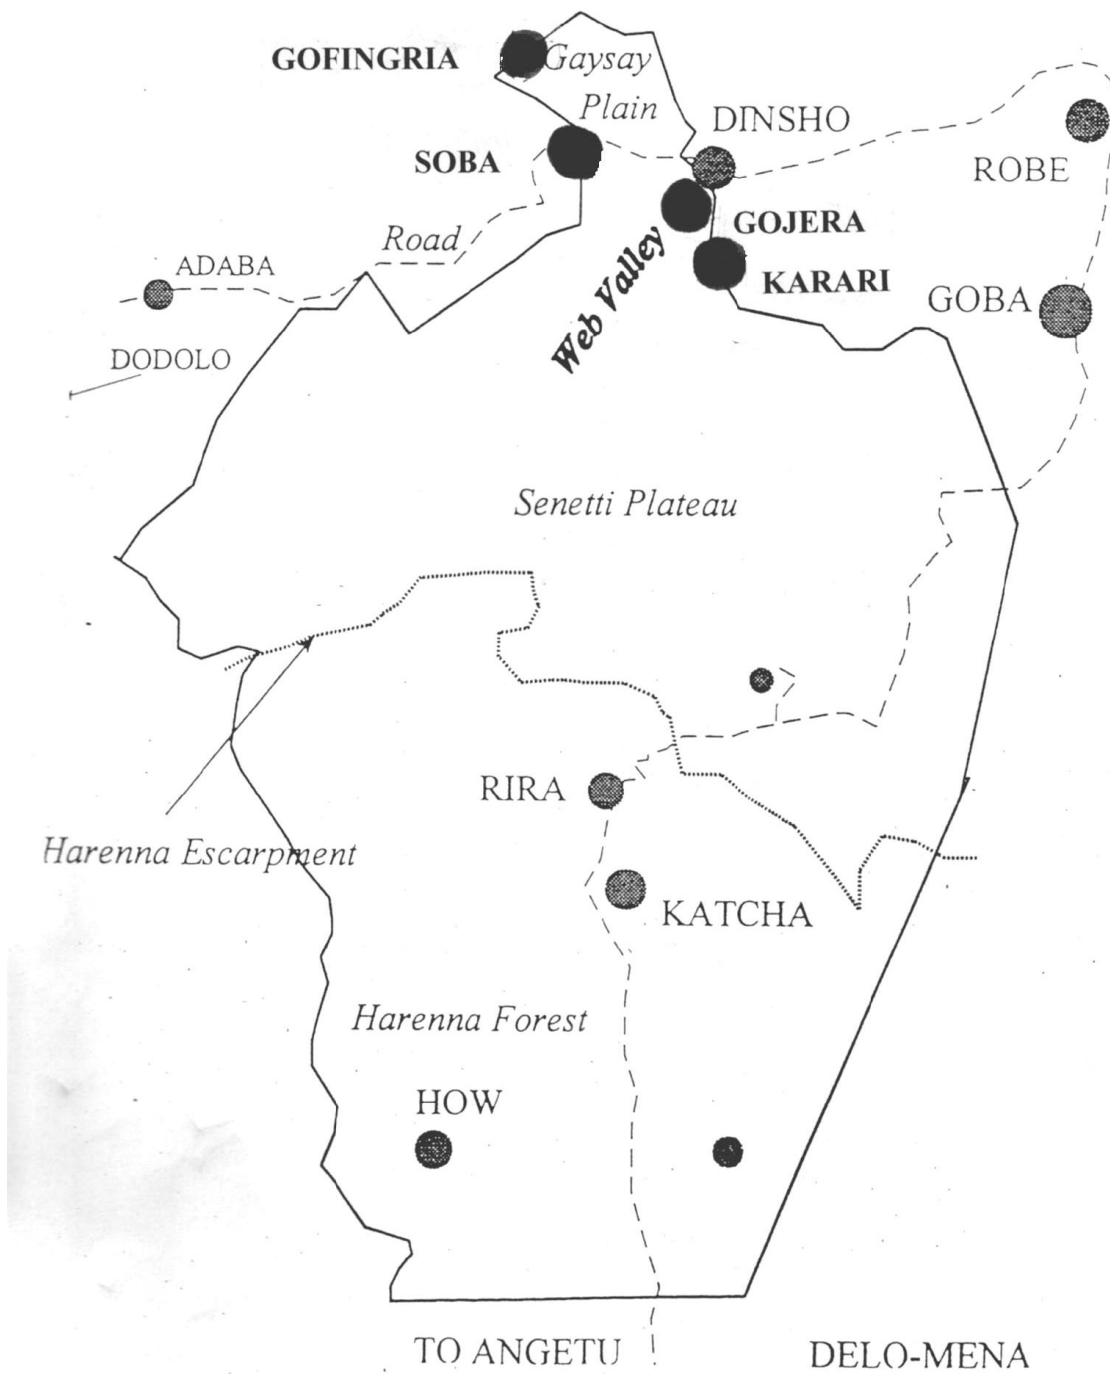 GOFINGRIA
Gaysay
Plain
DINSHO
SOBA
ROBE
GOJERA
Road
ADABA
Web Valley
KARARI
GOBA
DODOLO
Senetti Plateau
RIRA
Harenna Escarpment
KATCHA
Harenna Forest
HOW
TO ANGETU
DELO-MENA